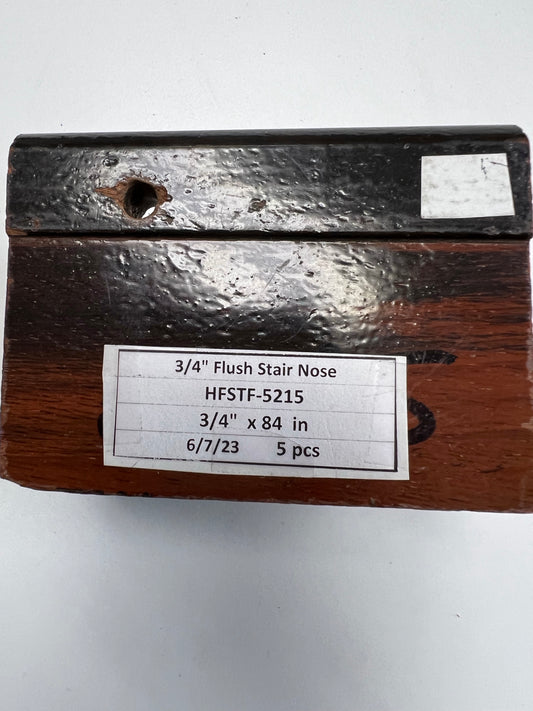 3/4" Flush Stair Nose
HFSTF-5215
3/4" x 84 in
6/7/23 5 pcs